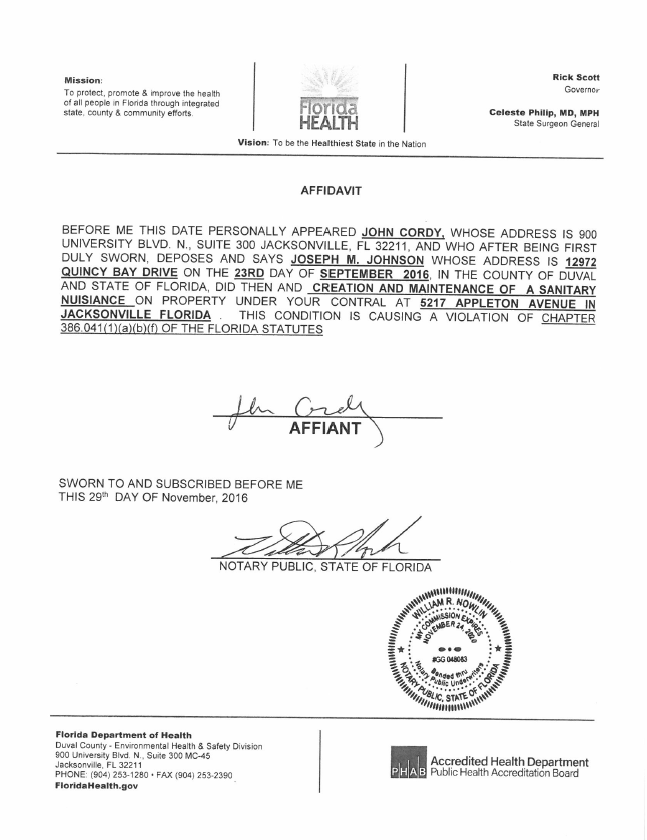 Mission:
To protect, promote & improve the health
of all people in Florida through integrated
state, county & community efforts.
Florida
HEALTH
Rick Scott
Governor
Celeste Philip, MD, MPH
State Surgeon General
Vision: To be the Healthiest State in the Nation
AFFIDAVIT
BEFORE ME THIS DATE PERSONALLY APPEARED JOHN CORDY, WHOSE ADDRESS IS 900
UNIVERSITY BLVD. N., SUITE 300 JACKSONVILLE, FL 32211, AND WHO AFTER BEING FIRST
DULY SWORN, DEPOSES AND SAYS JOSEPH M. JOHNSON WHOSE ADDRESS IS 12972
QUINCY BAY DRIVE ON THE 23RD DAY OF SEPTEMBER 2016, IN THE COUNTY OF DUVAL
AND STATE OF FLORIDA, DID THEN AND CREATION AND MAINTENANCE OF A SANITARY
NUISIANCE ON PROPERTY UNDER YOUR CONTRAL AT 5217 APPLETON AVENUE IN
JACKSONVILLE FLORIDA . THIS CONDITION IS CAUSING A VIOLATION OF CHAPTER
386.041(1)(a)(b)(f) OF THE FLORIDA STATUTES
John Cordy
AFFIANT
SWORN TO AND SUBSCRIBED BEFORE ME
THIS 29th DAY OF November, 2016
NOTARY PUBLIC, STATE OF FLORIDA
WILLIAM R. NOWLIN
MY COMMISSION EXPIRES
NOVEMBER 24, 2020
#GG 048083
Bonded thru
Notary Public Underwriters
NOTARY PUBLIC, STATE OF FLORIDA
Florida Department of Health
Duval County - Environmental Health & Safety Division
900 University Blvd. N., Suite 300 MC-45
Jacksonville, FL 32211
PHONE: (904) 253-1280 • FAX (904) 253-2390
FloridaHealth.gov
PHAB
Accredited Health Department
Public Health Accreditation Board